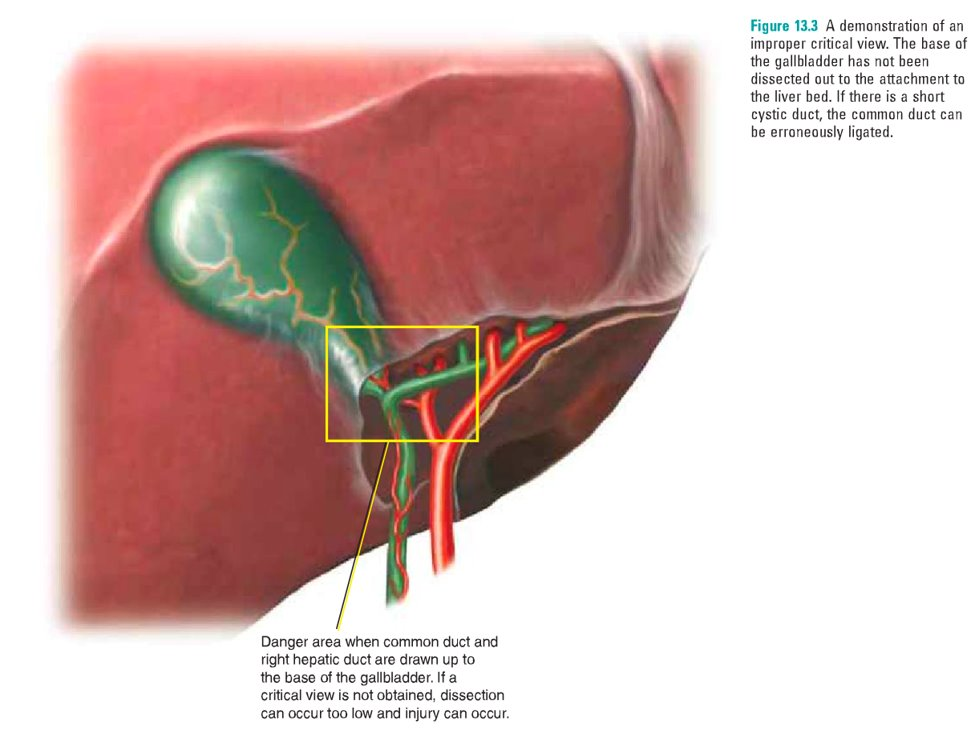 Figure 13.3 A demonstration of an
improper critical view. The base of
the gallbladder has not been
dissected out to the attachment to
the liver bed. If there is a short
cystic duct, the common duct can
be erroneously ligated.
Danger area when common duct and
right hepatic duct are drawn up to
the base of the gallbladder. If a
critical view is not obtained, dissection
can occur too low and injury can occur.